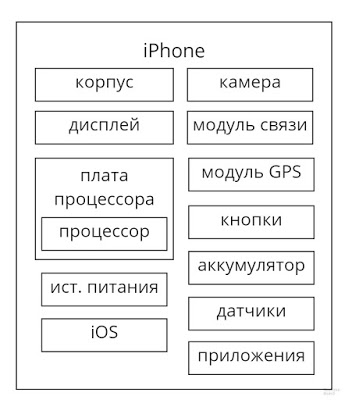 iPhone
корпус
дисплей
плата
процессора
процессор
ист. питания
iOS
камера
модуль связи
модуль GPS
кнопки
аккумулятор
датчики
приложения